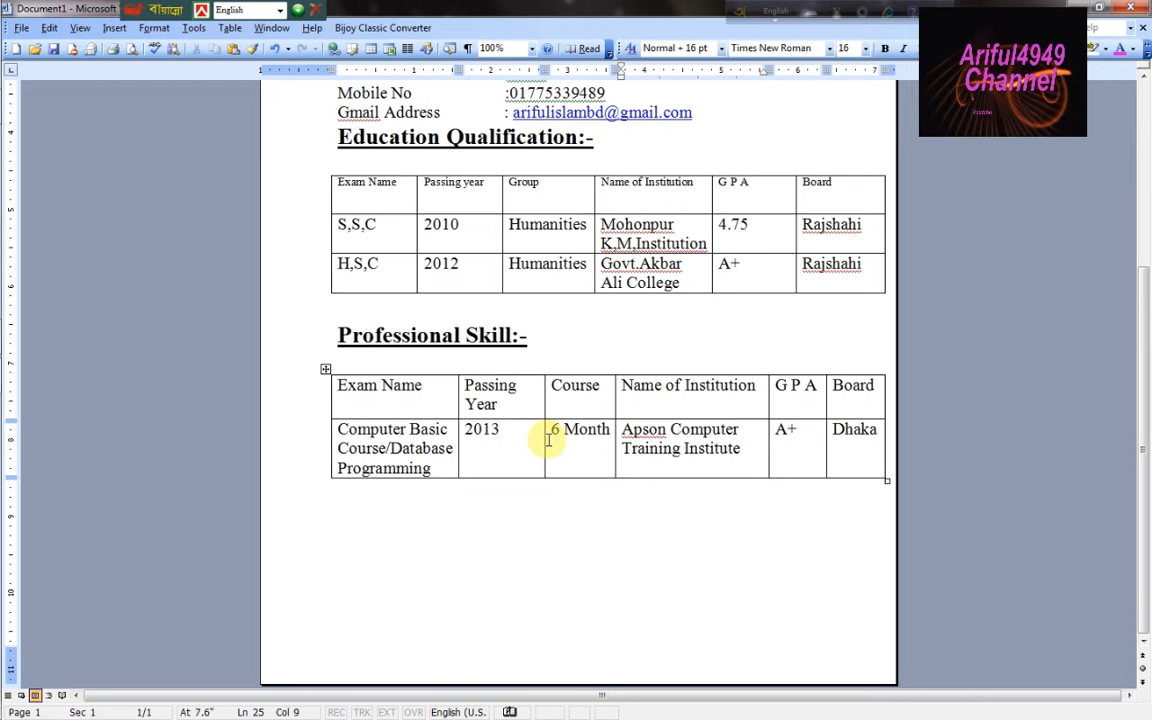 Document1 - Microsoft
বায়ান্নো
English
English
File Edit View Insert Format Tools Table Window Help Bijoy Classic Converter
100% Read Normal + 16 pt Times New Roman 16 B I
Ariful4949
Channel
Mobile No :01775339489
Gmail Address : arifulislambd@gmail.com
Education Qualification:-
Exam Name Passing year Group Name of Institution G P A Board
S,S,C 2010 Humanities Mohonpur K,M,Institution 4.75 Rajshahi
H,S,C 2012 Humanities Govt.Akbar Ali College A+ Rajshahi
Professional Skill:-
Exam Name Passing Year Course Name of Institution G P A Board
Computer Basic Course/Database Programming 2013 6 Month Apson Computer Training Institute A+ Dhaka
Page 1 Sec 1 1/1 At 7.6" Ln 25 Col 9 REC TRK EXT OVR English (U.S.